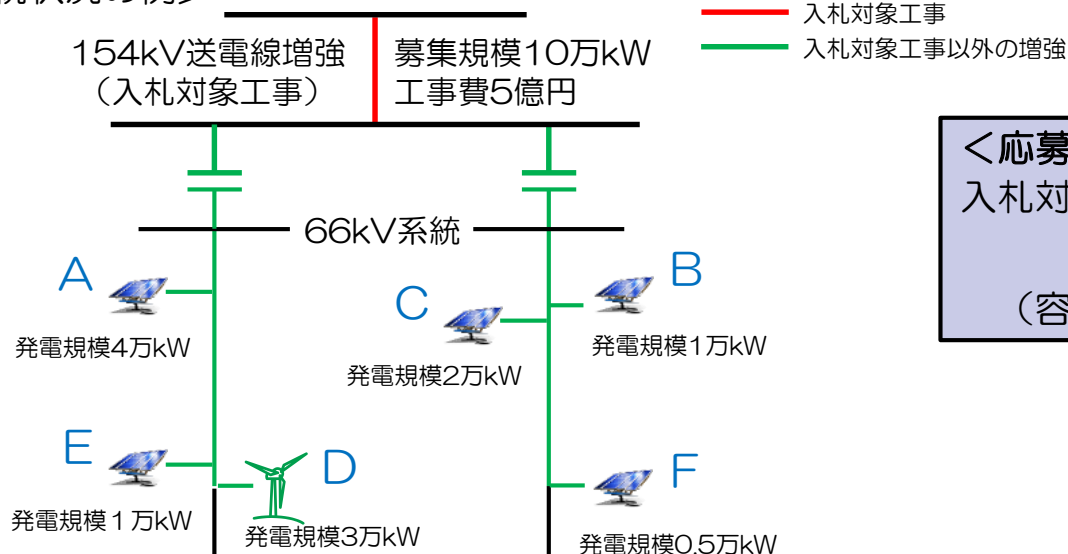 入札対象工事
入札対象工事以外の増強
154kV送電線増強
（入札対象工事）
募集規模10万kW
工事費5億円
＜応募
入札対
（容
66kV系統
A
発電規模4万kW
B
発電規模1万kW
C
発電規模2万kW
E
発電規模１万kW
D
発電規模3万kW
F
発電規模0.5万kW